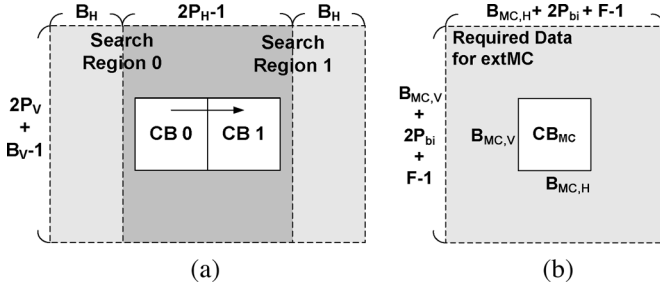 B_H 2P_H-1 B_H
Search Region 0
Search Region 1
2P_V
+
B_V-1
CB 0 CB 1
(a)
B_MC,H + 2P_bi + F-1
Required Data
for extMC
B_MC,V
+
2P_bi
+
F-1
B_MC,V
CB_MC
B_MC,H
(b)